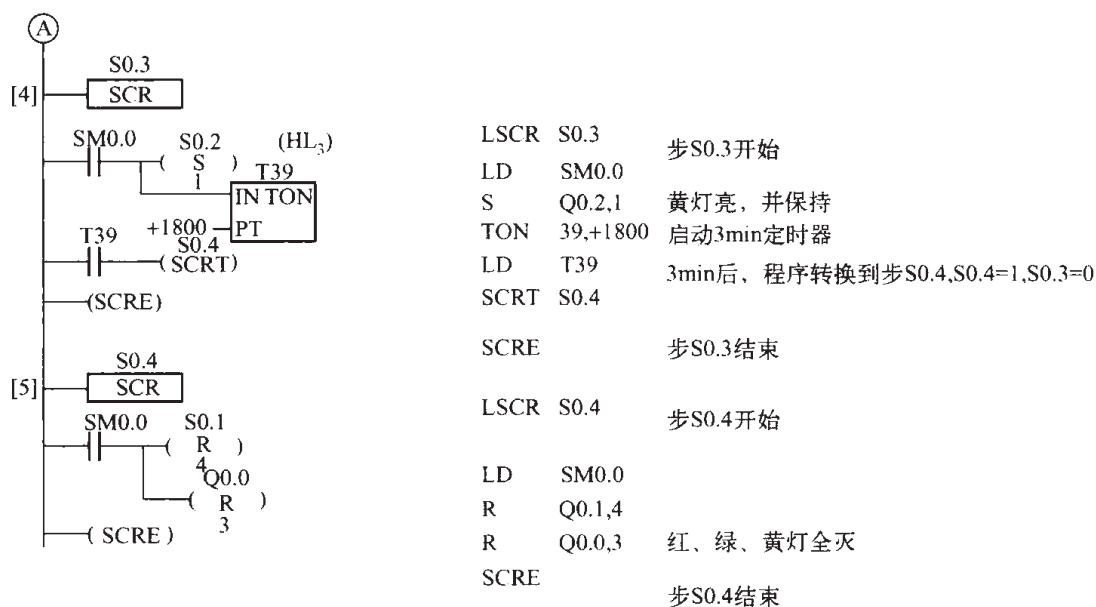 A
S0.3
[4] SCR
SM0.0 S0.2 (HL₃)
( S )
1
T39
IN TON
+1800 PT
T39 S0.4
(SCRT)
(SCRE)
S0.4
[5] SCR
SM0.0 S0.1
( R )
4
Q0.0
( R )
3
( SCRE )
LSCR S0.3 步S0.3开始
LD SM0.0
S Q0.2,1 黄灯亮，并保持
TON 39,+1800 启动3min定时器
LD T39 3min后，程序转换到步S0.4,S0.4=1,S0.3=0
SCRT S0.4
SCRE 步S0.3结束
LSCR S0.4 步S0.4开始
LD SM0.0
R Q0.1,4
R Q0.0,3 红、绿、黄灯全灭
SCRE 步S0.4结束